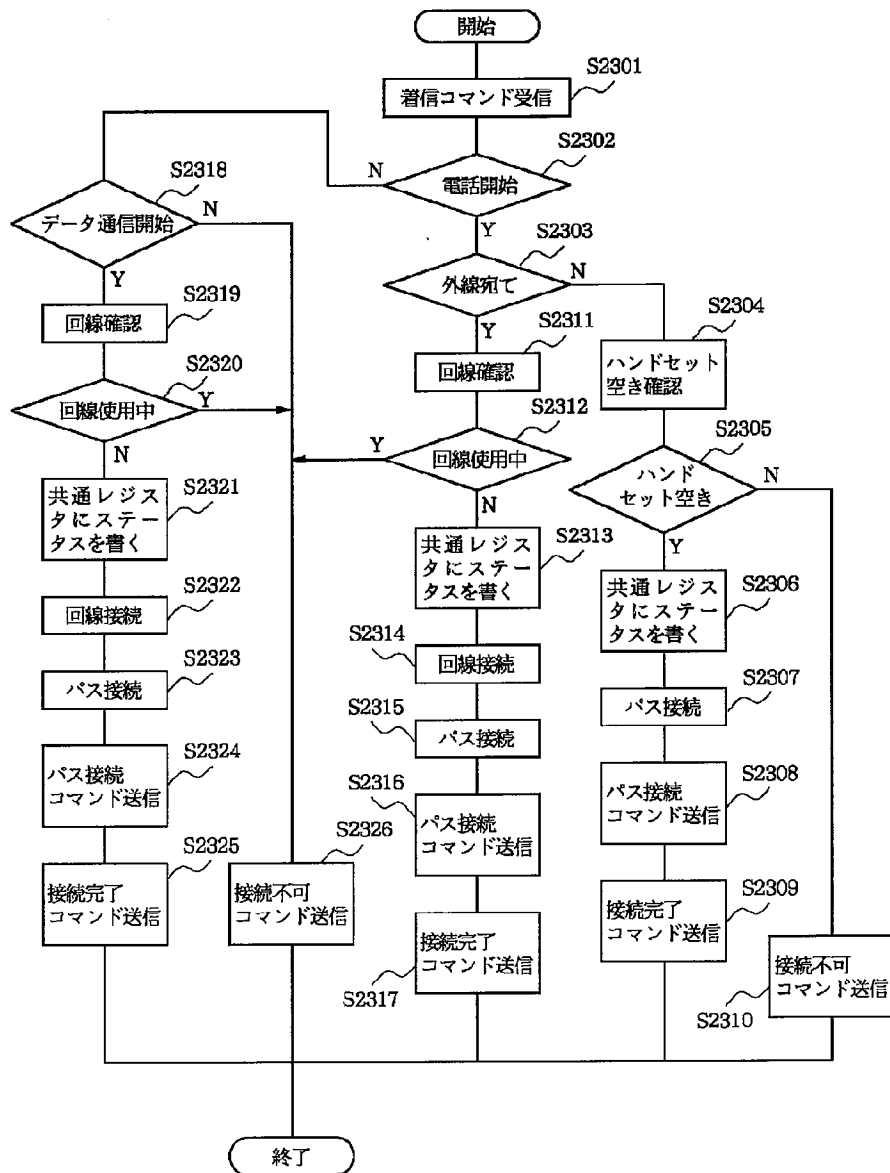 開始
S2301
着信コマンド受信
S2302
電話開始
N
Y
S2318
データ通信開始
N
Y
S2303
外線宛て
N
Y
S2319
回線確認
S2311
回線確認
S2304
ハンドセット
空き確認
S2320
回線使用中
Y
N
S2312
回線使用中
Y
N
S2305
ハンド
セット空き
N
Y
S2321
共通レジス
タにステー
タスを書く
S2313
共通レジス
タにステー
タスを書く
S2306
共通レジス
タにステー
タスを書く
S2322
回線接続
S2314
回線接続
S2307
パス接続
S2323
パス接続
S2315
パス接続
S2308
パス接続
コマンド送信
S2324
パス接続
コマンド送信
S2316
パス接続
コマンド送信
S2309
接続完了
コマンド送信
S2325
接続完了
コマンド送信
S2326
接続不可
コマンド送信
接続完了
コマンド送信
S2317
接続不可
コマンド送信
S2310
終了